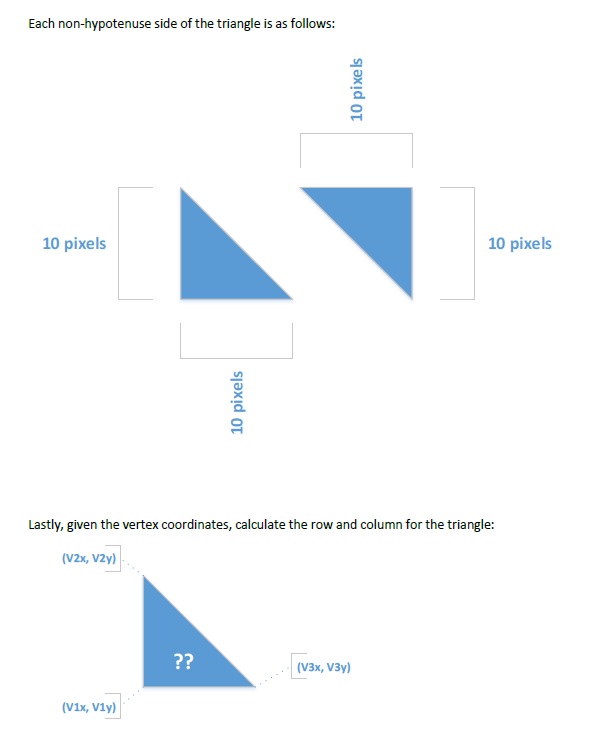 Each non-hypotenuse side of the triangle is as follows:
10 pixels
10 pixels
10 pixels
10 pixels
Lastly, given the vertex coordinates, calculate the row and column for the triangle:
(V2x, V2y)
??
(V3x, V3y)
(V1x, V1y)